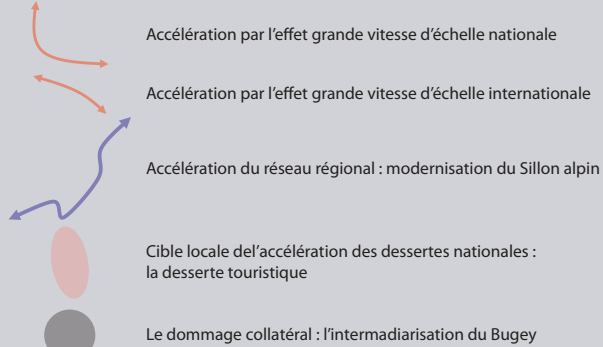 Accélération par l’effet grande vitesse d’échelle nationale
Accélération par l’effet grande vitesse d’échelle internationale
Accélération du réseau régional : modernisation du Sillon alpin
Cible locale del’accélération des dessertes nationales :
la desserte touristique
Le dommage collatéral : l’intermadiarisation du Bugey